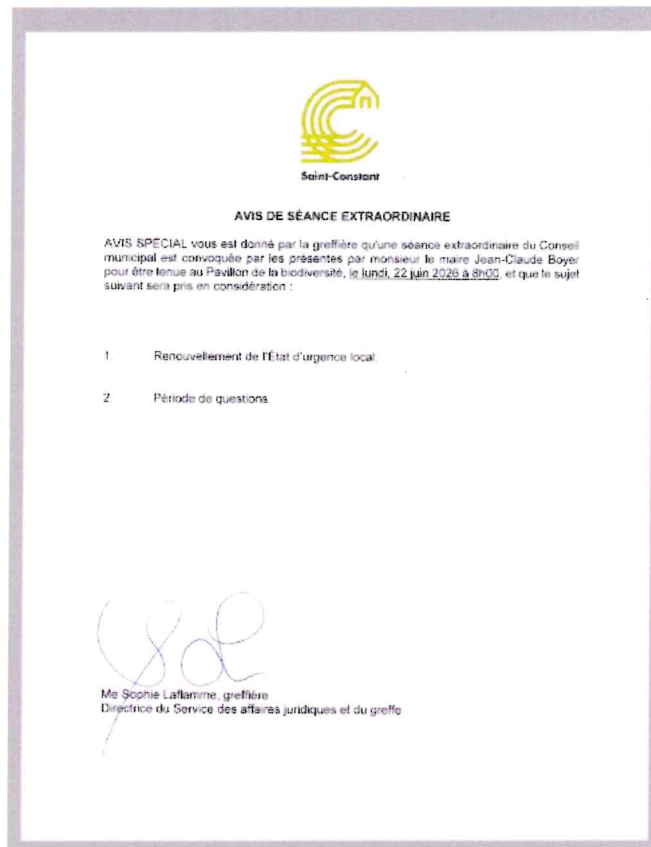 Saint-Constant
AVIS DE SÉANCE EXTRAORDINAIRE
AVIS SPÉCIAL vous est donné par la greffière qu'une séance extraordinaire du Conseil
municipal est convoquée par les présentes par monsieur le maire Jean-Claude Boyer
pour être tenue au Pavillon de la biodiversité, le lundi, 22 juin 2026 à 8h00, et que le sujet
suivant sera pris en considération :
1. Renouvellement de l'État d'urgence local
2. Période de questions
Me Sophie Laflamme, greffière
Directrice du Service des affaires juridiques et du greffe